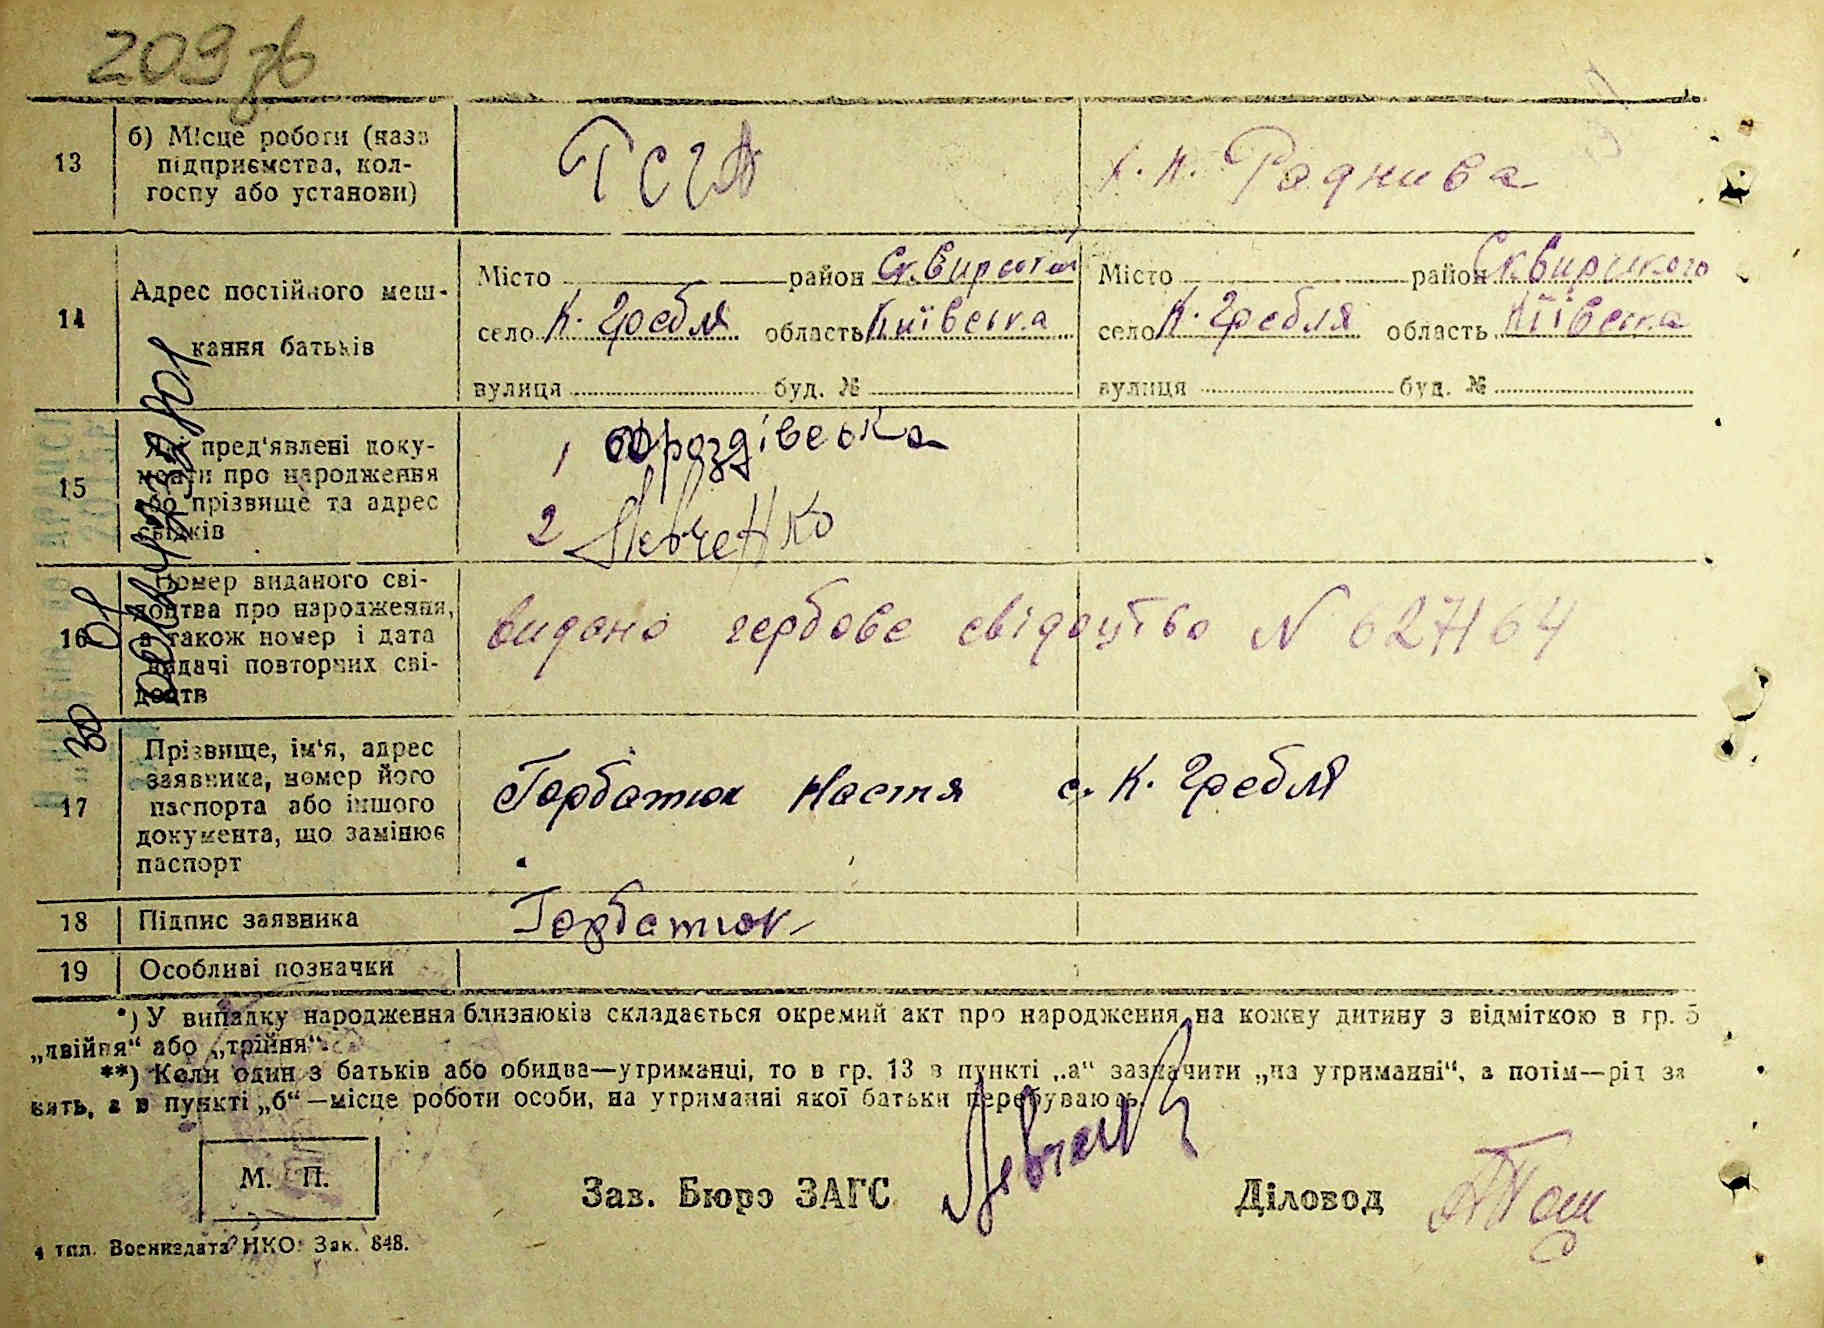 209 зв
13
б) Місце роботи (назв
підприємства, кол-
госпу або установи)
Роднива
14
Адрес постійного меш-
кання батьків
Місто район Сквирський
село К. Гребля область Київська
вулиця буд. №
Місто район Сквирського
село К. Гребля область Київська
вулиця буд. №
15
Які пред'явлені доку-
менти про народження
або прізвище та адрес
свідків
1 Дроздівська
2 Левченко
16
Номер виданого сві-
доцтва про народження,
а також номер і дата
видачі повторних сві-
доцтв
видано гербове свідоцтво N 627164
17
Прізвище, ім'я, адрес
заявника, номер його
паспорта або іншого
документа, що замінює
паспорт
Горбатюк Настя с. К. Гребля
18
Підпис заявника
Горбатюк
19
Особливі позначки
*) У випадку народження близнюків складається окремий акт про народження на кожну дитину з відміткою в гр. 5
„двійня“ або „трійня“.
**) Коли один з батьків або обидва—утриманці, то в гр. 13 в пункті „а“ зазначити „на утриманні“, а потім—рід за
нять, а в пункті „б“—місце роботи особи, на утриманні якої батьки перебувають.
М. П.
Зав. Бюро ЗАГС
Діловод
4 тип. Воениздата НКО. Зак. 848.